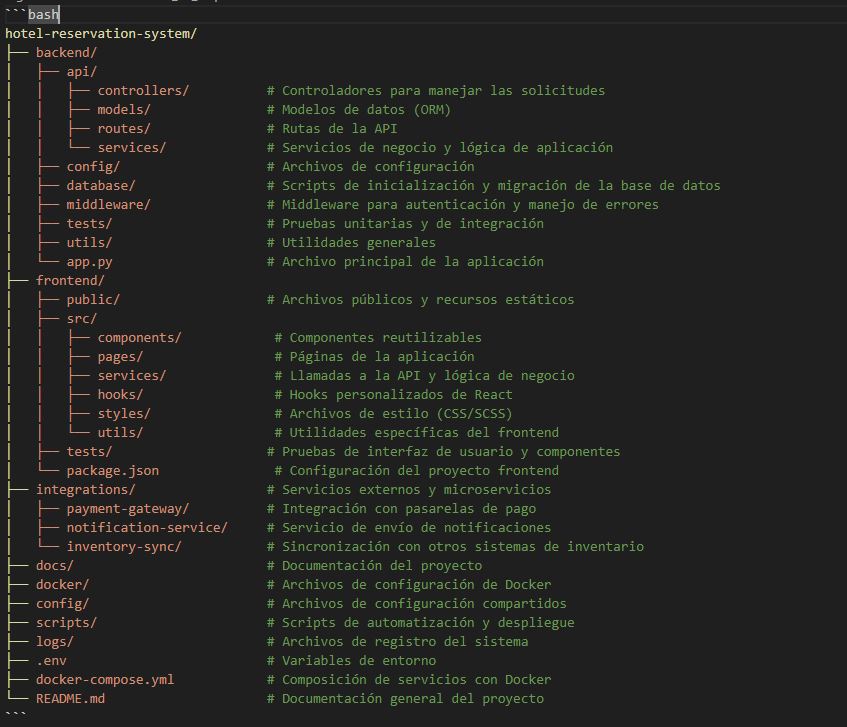 ```bash
hotel-reservation-system/
├── backend/
│   ├── api/
│   │   ├── controllers/          # Controladores para manejar las solicitudes
│   │   ├── models/               # Modelos de datos (ORM)
│   │   ├── routes/               # Rutas de la API
│   │   └── services/             # Servicios de negocio y lógica de aplicación
│   ├── config/                   # Archivos de configuración
│   ├── database/                 # Scripts de inicialización y migración de la base de datos
│   ├── middleware/               # Middleware para autenticación y manejo de errores
│   ├── tests/                    # Pruebas unitarias y de integración
│   ├── utils/                    # Utilidades generales
│   └── app.py                    # Archivo principal de la aplicación
├── frontend/
│   ├── public/                   # Archivos públicos y recursos estáticos
│   ├── src/
│   │   ├── components/            # Componentes reutilizables
│   │   ├── pages/                 # Páginas de la aplicación
│   │   ├── services/              # Llamadas a la API y lógica de negocio
│   │   ├── hooks/                 # Hooks personalizados de React
│   │   ├── styles/                # Archivos de estilo (CSS/SCSS)
│   │   └── utils/                 # Utilidades específicas del frontend
│   ├── tests/                    # Pruebas de interfaz de usuario y componentes
│   └── package.json               # Configuración del proyecto frontend
├── integrations/                 # Servicios externos y microservicios
│   ├── payment-gateway/          # Integración con pasarelas de pago
│   ├── notification-service/     # Servicio de envío de notificaciones
│   └── inventory-sync/           # Sincronización con otros sistemas de inventario
├── docs/                         # Documentación del proyecto
├── docker/                       # Archivos de configuración de Docker
├── config/                       # Archivos de configuración compartidos
├── scripts/                      # Scripts de automatización y despliegue
├── logs/                         # Archivos de registro del sistema
├── .env                          # Variables de entorno
├── docker-compose.yml            # Composición de servicios con Docker
└── README.md                     # Documentación general del proyecto
```